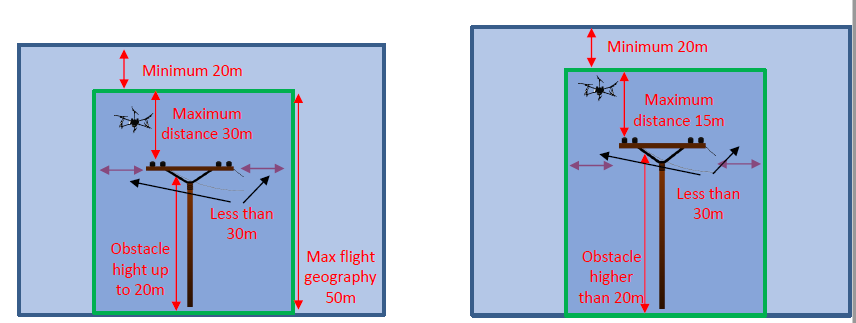 Minimum 20m
Maximum
distance 30m
Less than
30m
Obstacle
hight up
to 20m
Max flight
geography
50m
Minimum 20m
Maximum
distance 15m
Less than
30m
Obstacle
higher
than 20m